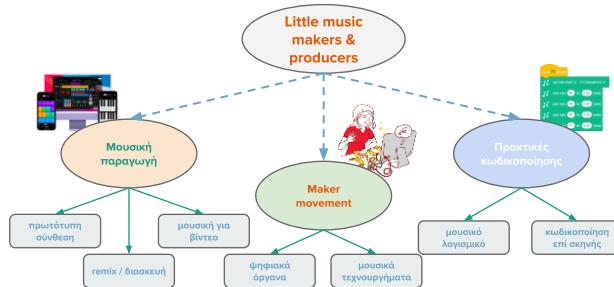 Little music
makers &
producers
Μουσική
παραγωγή
Maker
movement
Πρακτικές
κωδικοποίησης
πρωτότυπη
σύνθεση
remix / διασκευή
μουσική για
βίντεο
ψηφιακά
όργανα
μουσικά
τεχνουργήματα
μουσικό
λογισμικό
κωδικοποίηση
επί σκηνής